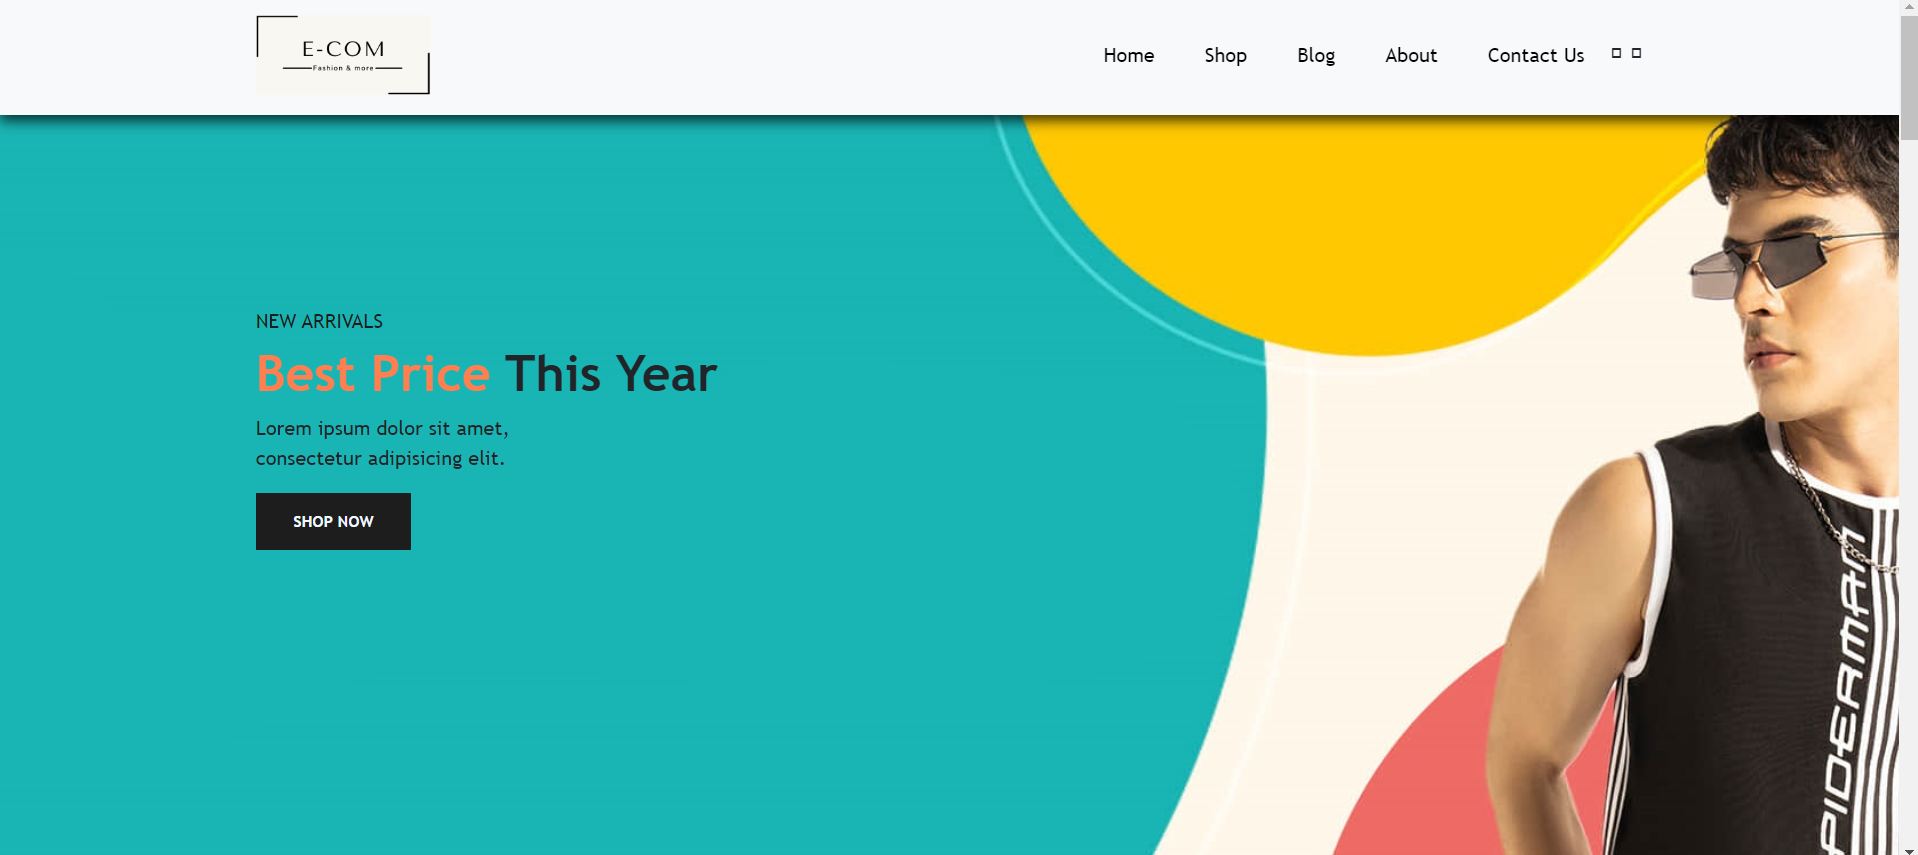 E-COM
Fashion & more
Home Shop Blog About Contact Us
NEW ARRIVALS
Best Price This Year
Lorem ipsum dolor sit amet,
consectetur adipisicing elit.
SHOP NOW
PIDERMAN